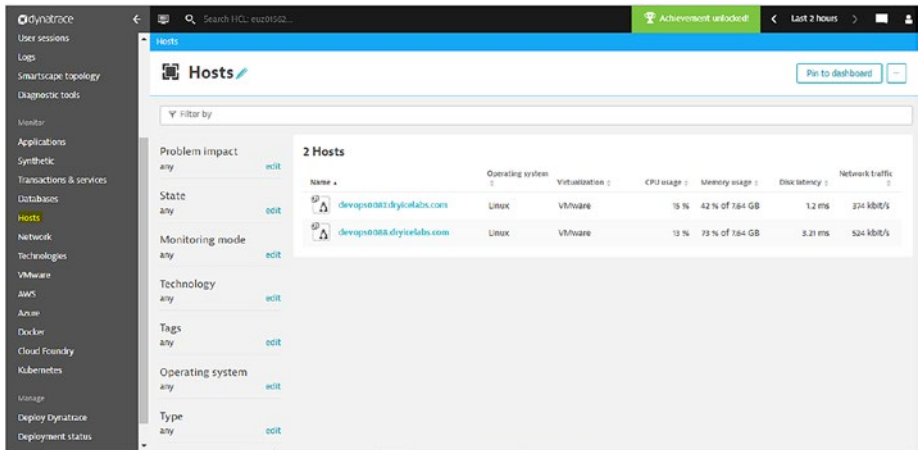 dynatrace
Search HCL: euz01562...
Achievement unlocked!
Last 2 hours
User sessions
Logs
Smartscape topology
Diagnostic tools
Monitor
Applications
Synthetic
Transactions & services
Databases
Hosts
Network
Technologies
VMware
AWS
Azure
Docker
Cloud Foundry
Kubernetes
Manage
Deploy Dynatrace
Deployment status
Hosts
Hosts
Pin to dashboard
...
Filter by
Problem impact
any edit
State
any edit
Monitoring mode
any edit
Technology
any edit
Tags
any edit
Operating system
any edit
Type
any edit
2 Hosts
Name Operating system Virtualization CPU usage Memory usage Disk latency Network traffic
devops0087.dryicelabs.com Linux VMware 15 % 42 % of 7.64 GB 1.2 ms 374 kbit/s
devops0088.dryicelabs.com Linux VMware 13 % 73 % of 7.64 GB 3.21 ms 524 kbit/s